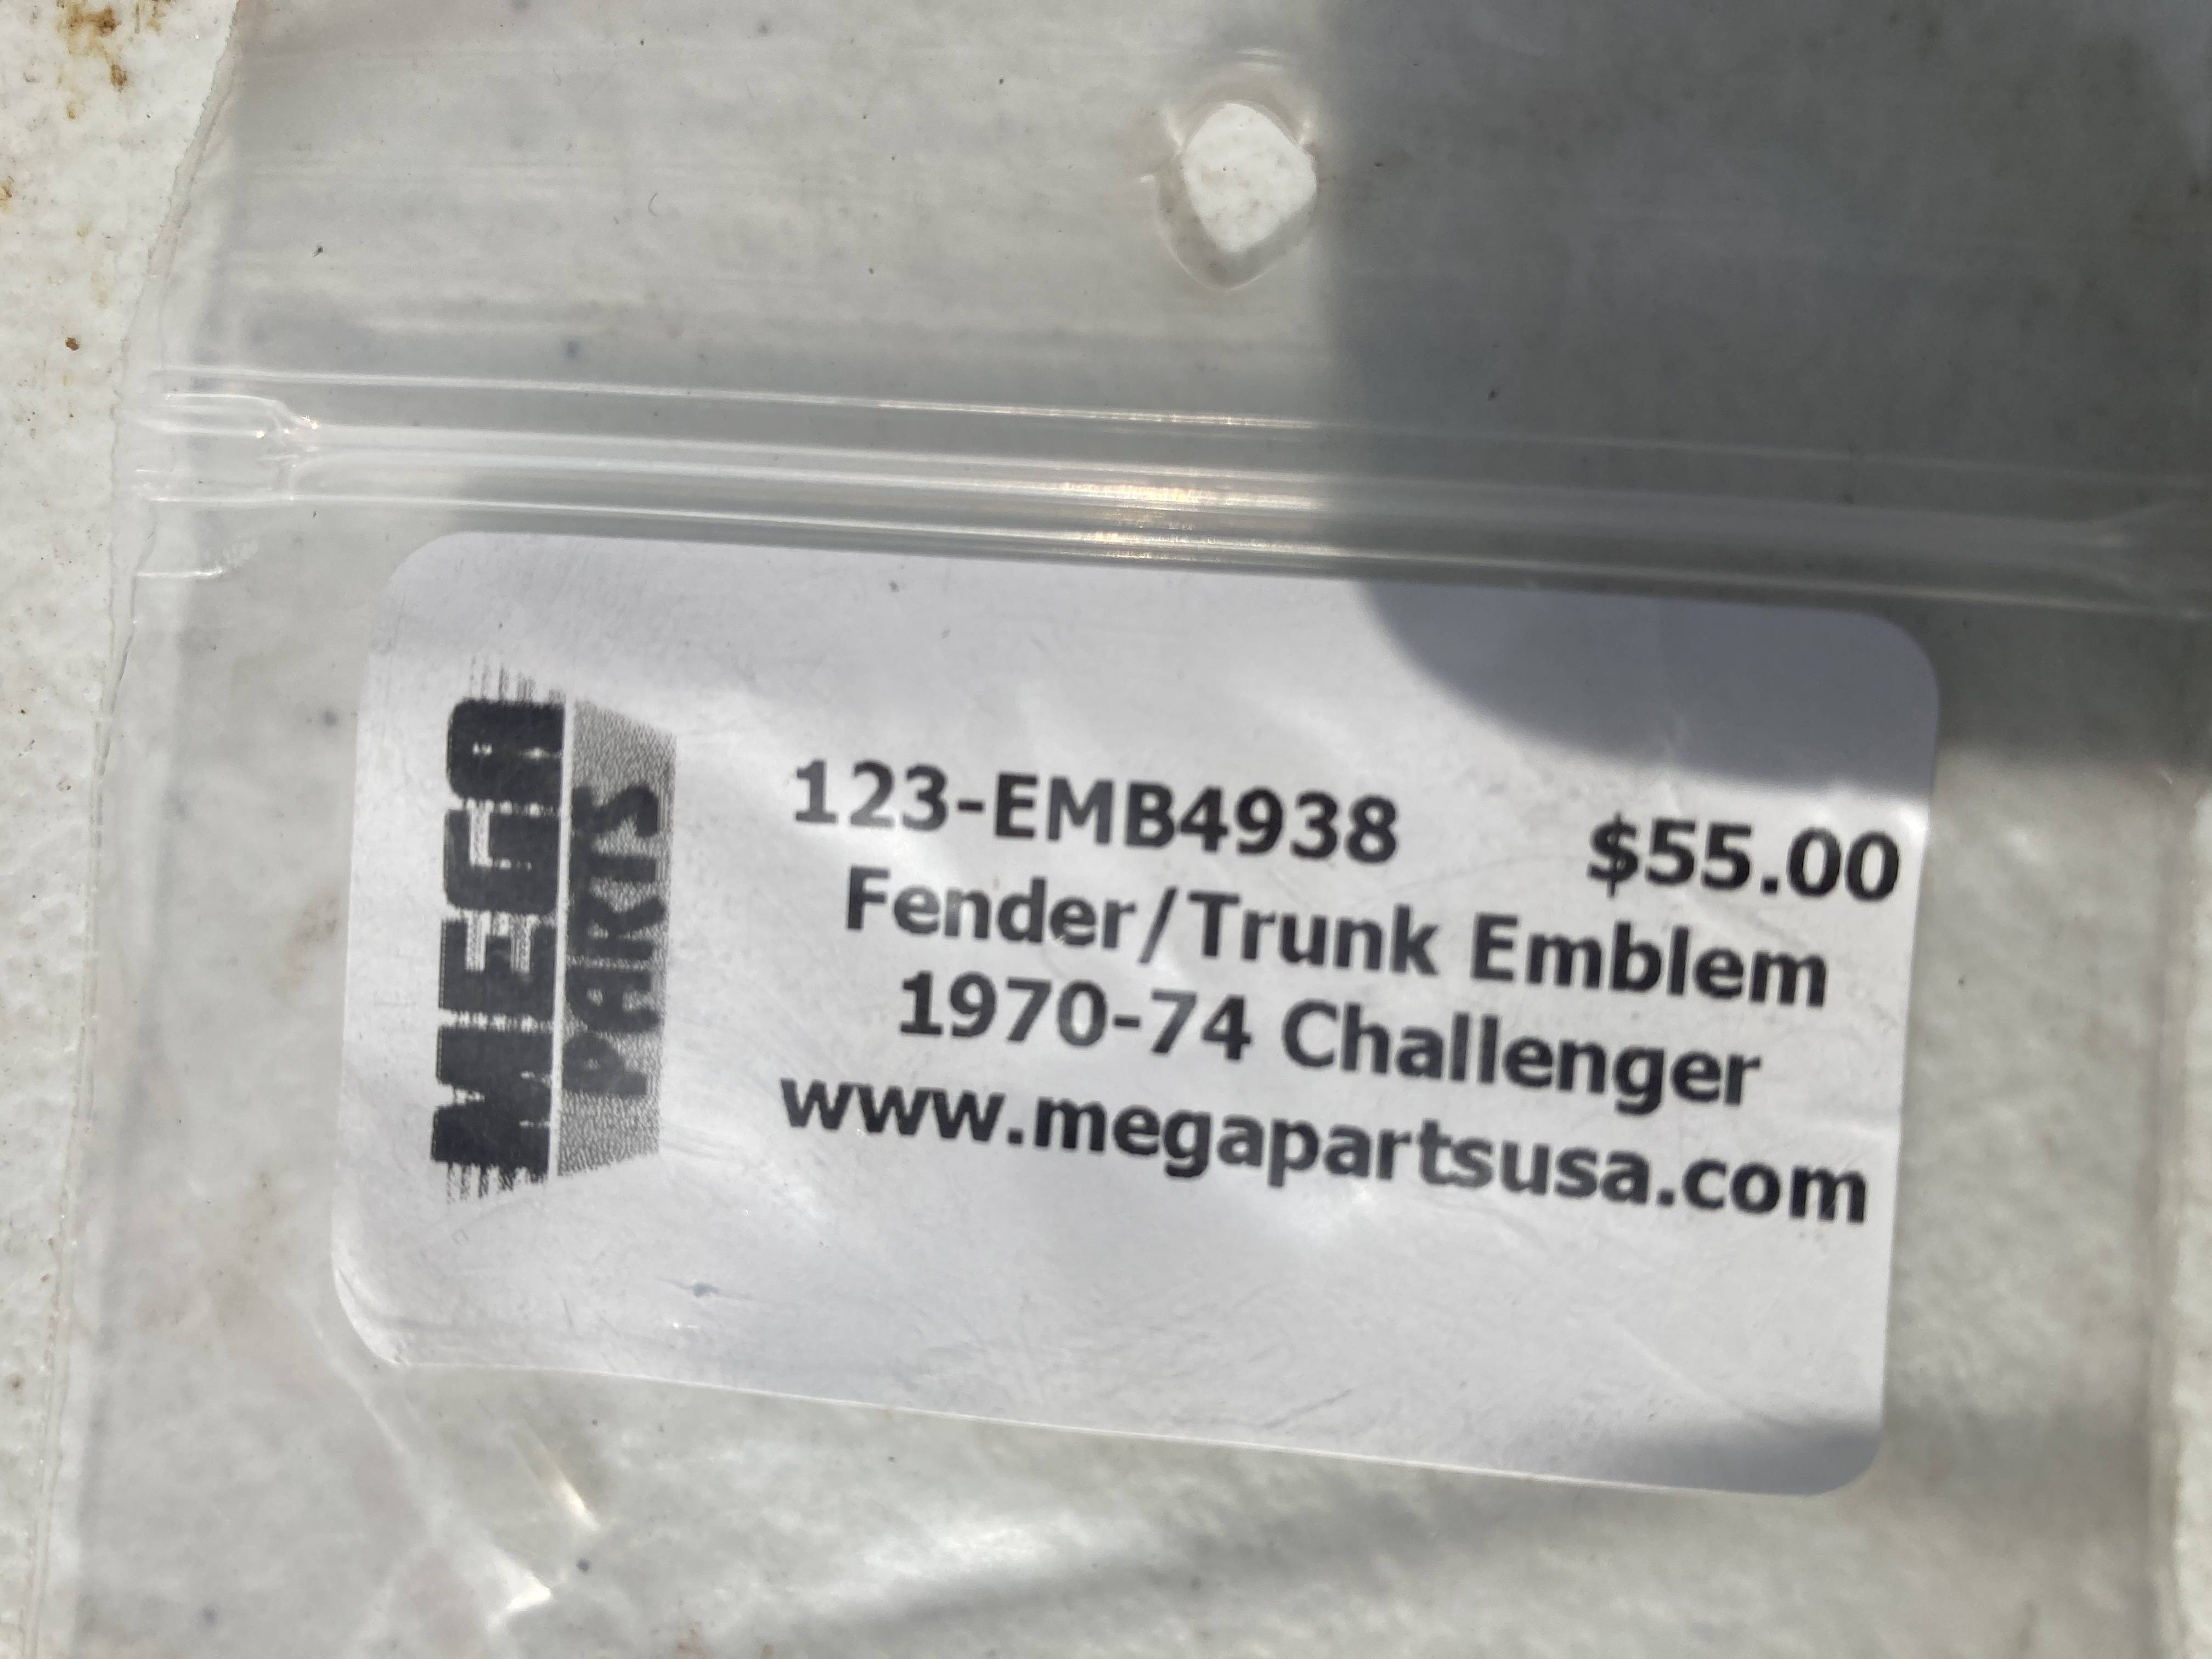 MEGA
PARTS
123-EMB4938 $55.00
Fender/Trunk Emblem
1970-74 Challenger
www.megapartsusa.com